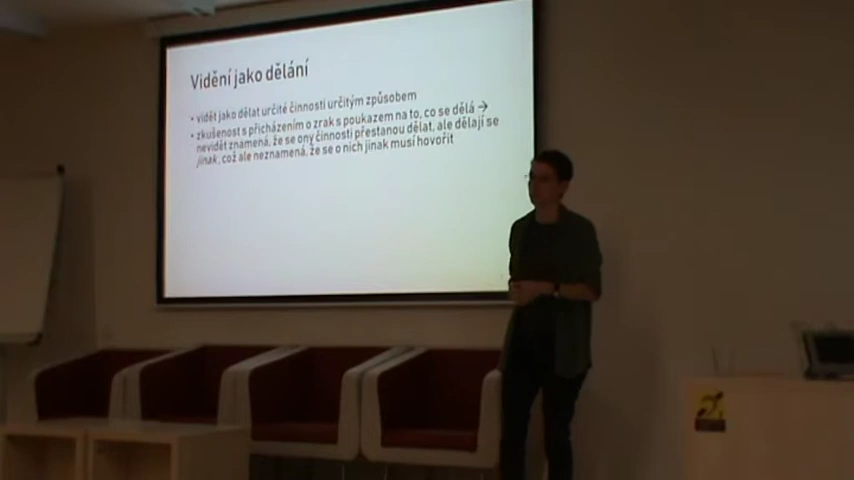 Vidění jako dělání
• vidět jako dělat určité činnosti určitým způsobem
• zkušenost s přicházením o zrak s poukazem na to, co se dělá →
nevidět znamená, že se ony činnosti přestanou dělat, ale dělají se
jinak, což ale neznamená, že se o nich jinak musí hovořit